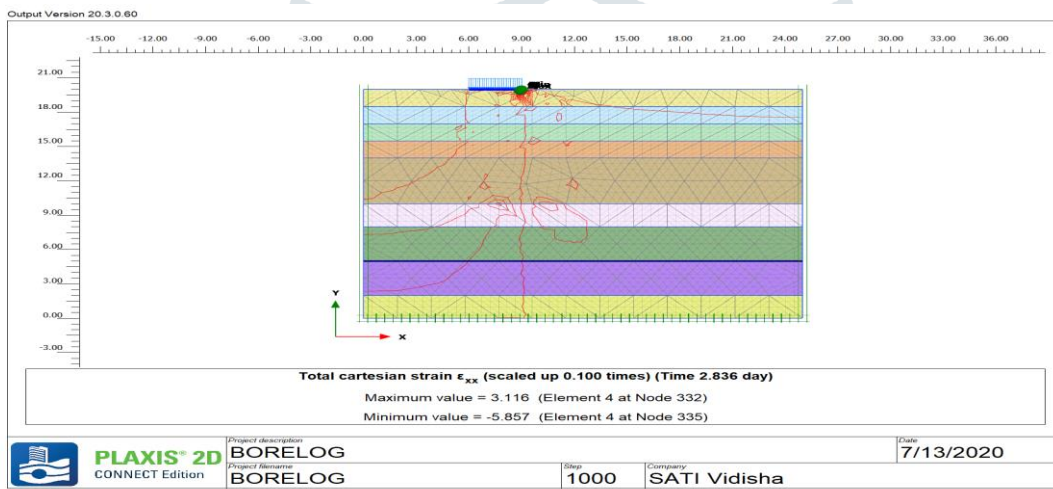 Output Version 20.3.0.60
-15.00 -12.00 -9.00 -6.00 -3.00 0.00 3.00 6.00 9.00 12.00 15.00 18.00 21.00 24.00 27.00 30.00 33.00 36.00
21.00
18.00
15.00
12.00
9.00
6.00
3.00
0.00
-3.00
Y
X
Total cartesian strain εxx (scaled up 0.100 times) (Time 2.836 day)
Maximum value = 3.116 (Element 4 at Node 332)
Minimum value = -5.857 (Element 4 at Node 335)
PLAXIS® 2D
CONNECT Edition
Project description
BORELOG
Date
7/13/2020
Project filename
BORELOG
Step
1000
Company
SATI Vidisha